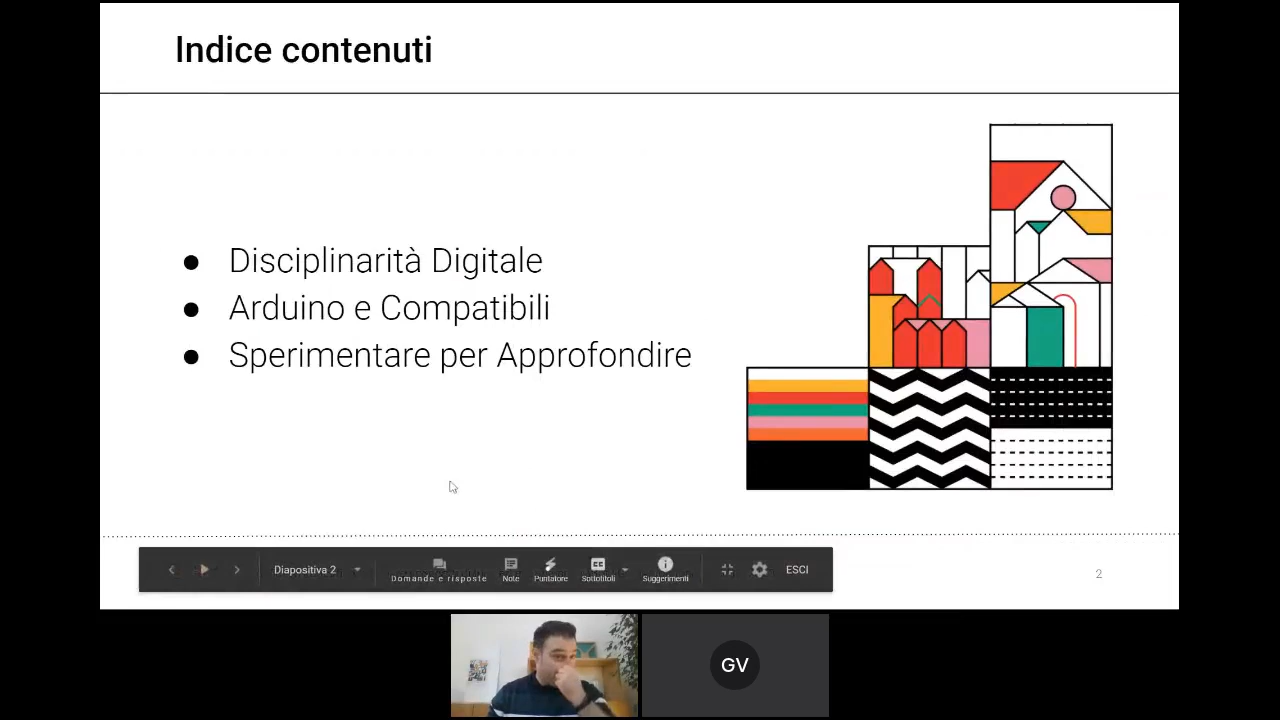 Indice contenuti
● Disciplinarità Digitale
● Arduino e Compatibili
● Sperimentare per Approfondire
Diapositiva 2
Domande e risposte
Note
Puntatore
CC
Sottotitoli
Suggerimenti
ESCI
2
GV